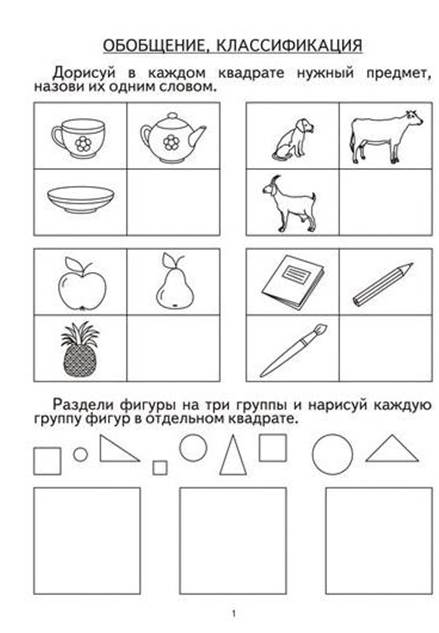 ОБОБЩЕНИЕ, КЛАССИФИКАЦИЯ
Дорисуй в каждом квадрате нужный предмет,
назови их одним словом.
Раздели фигуры на три группы и нарисуй каждую
группу фигур в отдельном квадрате.
1